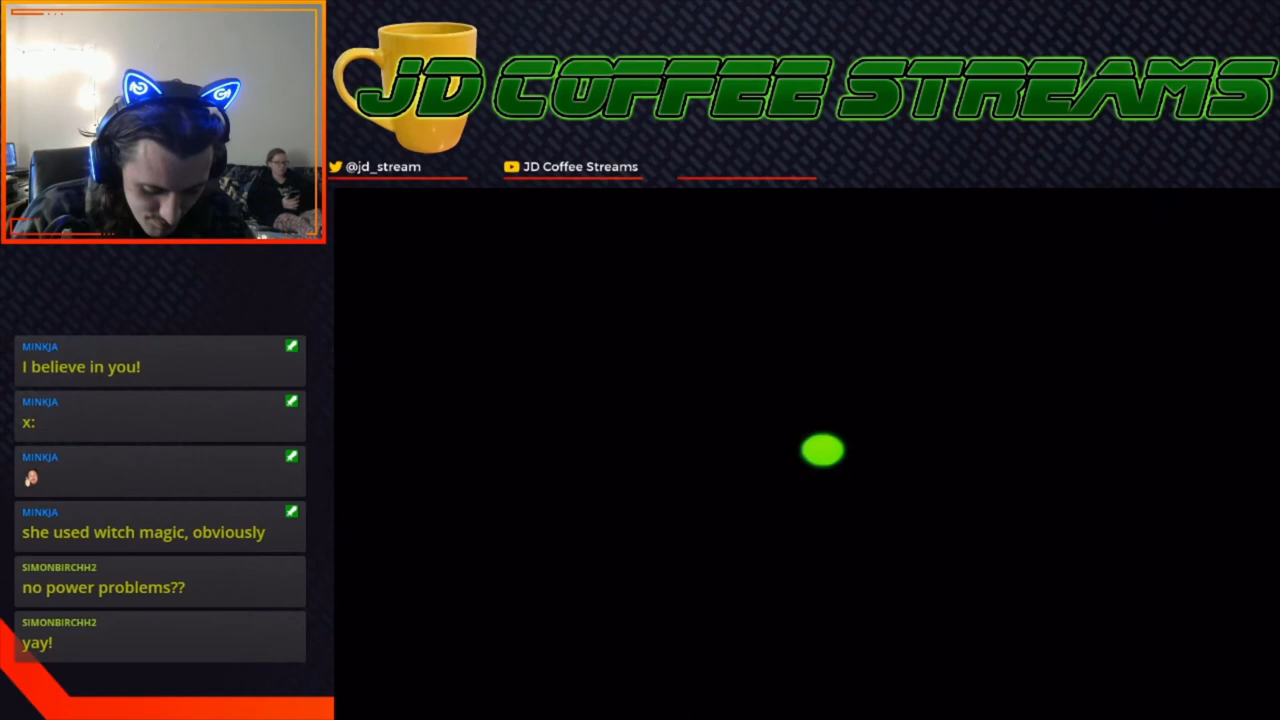 JD COFFEE STREAMS
@jd_stream
JD Coffee Streams
MINKJA
I believe in you!
MINKJA
x:
MINKJA
MINKJA
she used witch magic, obviously
SIMONBIRCHH2
no power problems??
SIMONBIRCHH2
yay!